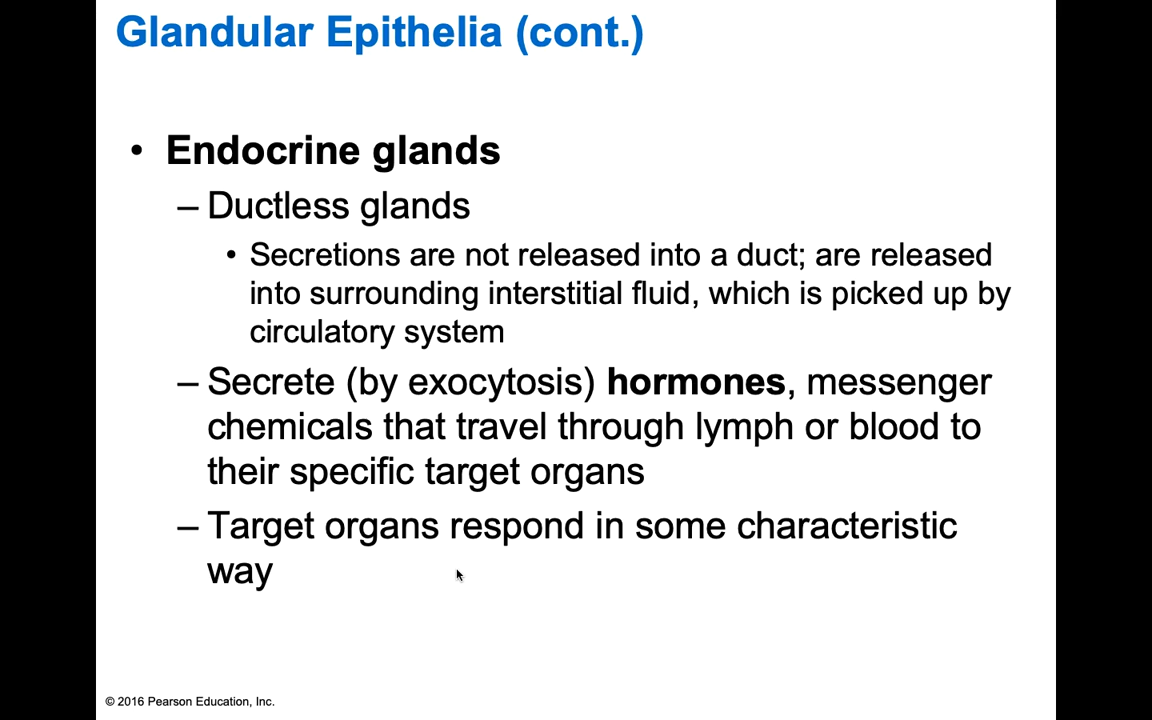 Glandular Epithelia (cont.)
• Endocrine glands
– Ductless glands
• Secretions are not released into a duct; are released
into surrounding interstitial fluid, which is picked up by
circulatory system
– Secrete (by exocytosis) hormones, messenger
chemicals that travel through lymph or blood to
their specific target organs
– Target organs respond in some characteristic
way
© 2016 Pearson Education, Inc.